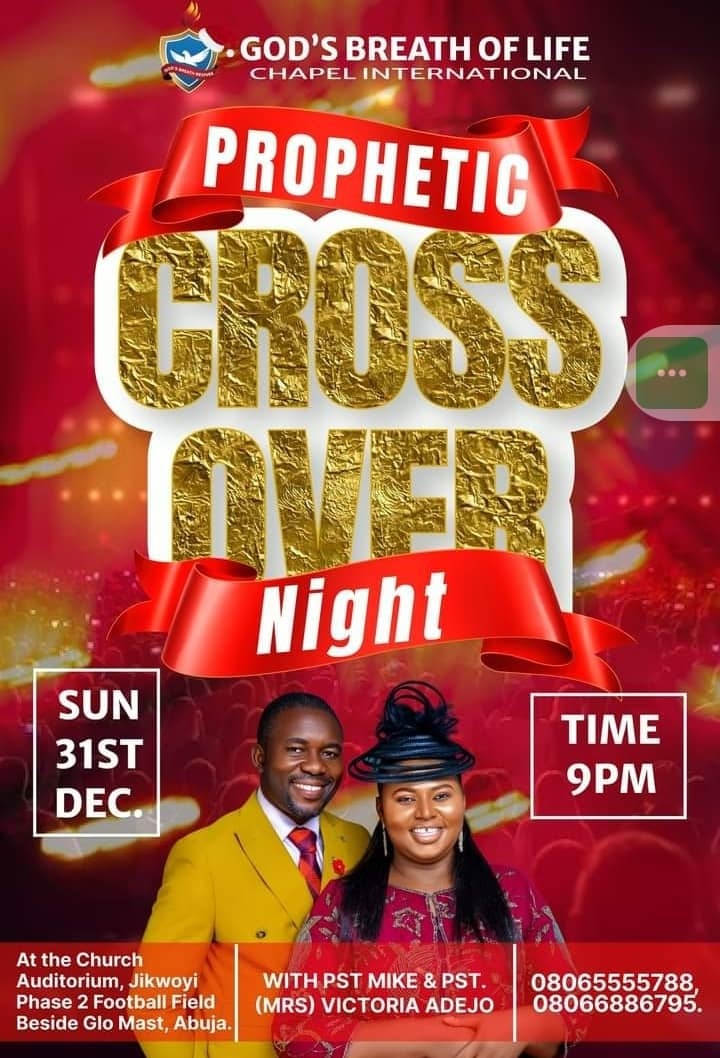 GOD'S BREATH OF LIFE
CHAPEL INTERNATIONAL
PROPHETIC
CROSS
OVER
Night
SUN
31ST
DEC.
TIME
9PM
At the Church
Auditorium, Jikwoyi
Phase 2 Football Field
Beside Glo Mast, Abuja.
WITH PST MIKE & PST.
(MRS) VICTORIA ADEJO
08065555788,
08066886795.